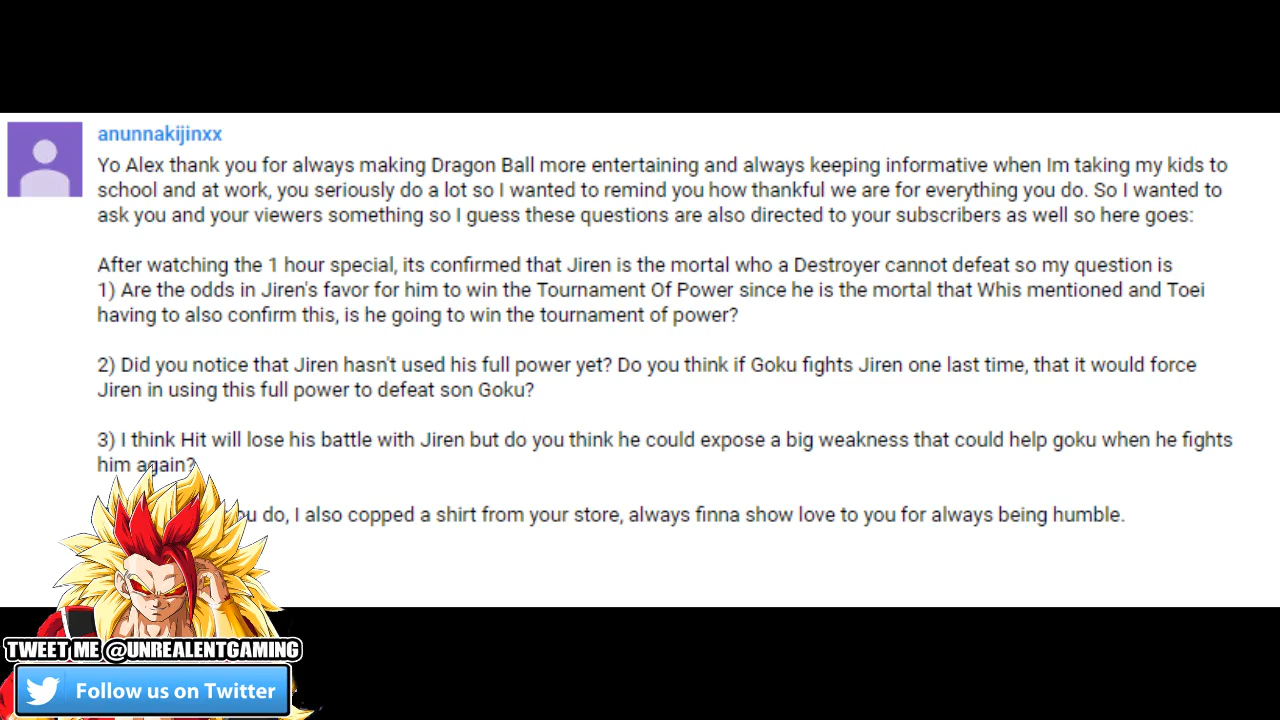 anunnakijinxx
Yo Alex thank you for always making Dragon Ball more entertaining and always keeping informative when Im taking my kids to
school and at work, you seriously do a lot so I wanted to remind you how thankful we are for everything you do. So I wanted to
ask you and your viewers something so I guess these questions are also directed to your subscribers as well so here goes:
After watching the 1 hour special, its confirmed that Jiren is the mortal who a Destroyer cannot defeat so my question is
1) Are the odds in Jiren's favor for him to win the Tournament Of Power since he is the mortal that Whis mentioned and Toei
having to also confirm this, is he going to win the tournament of power?
2) Did you notice that Jiren hasn't used his full power yet? Do you think if Goku fights Jiren one last time, that it would force
Jiren in using this full power to defeat son Goku?
3) I think Hit will lose his battle with Jiren but do you think he could expose a big weakness that could help goku when he fights
him again?
do, I also copped a shirt from your store, always finna show love to you for always being humble.
TWEET ME @UNREALENTGAMING
Follow us on Twitter